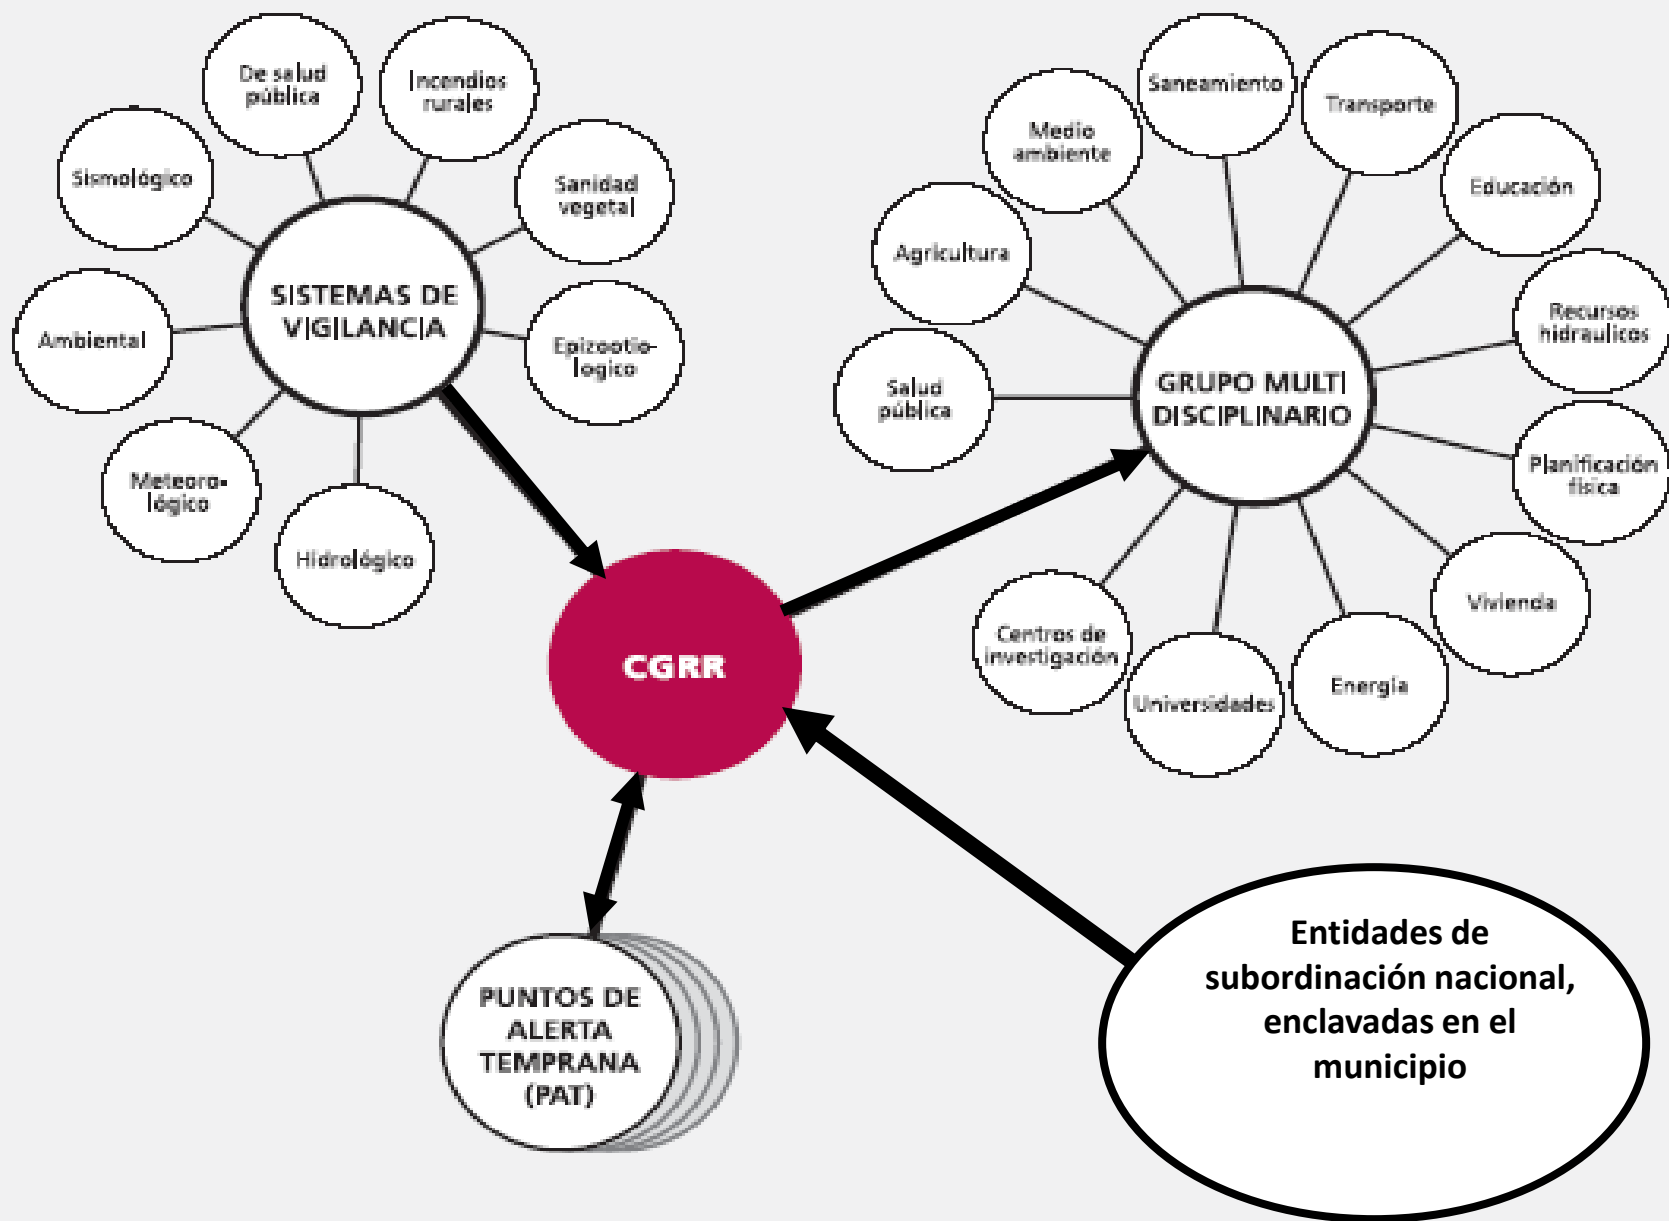 De salud
pública
Incendios
rurales
Sismológico
Sanidad
vegetal
SISTEMAS DE
VIGILANCIA
Ambiental
Epizootio-
logico
Meteoro-
lógico
Hidrológico
Saneamiento
Transporte
Medio
ambiente
Educación
Agricultura
Recursos
hidraulicos
GRUPO MULTI
DISCIPLINARIO
Salud
pública
Planificación
física
Vivienda
Centros de
investigación
Universidades
Energía
CGRR
PUNTOS DE
ALERTA
TEMPRANA
(PAT)
Entidades de
subordinación nacional,
enclavadas en el
municipio